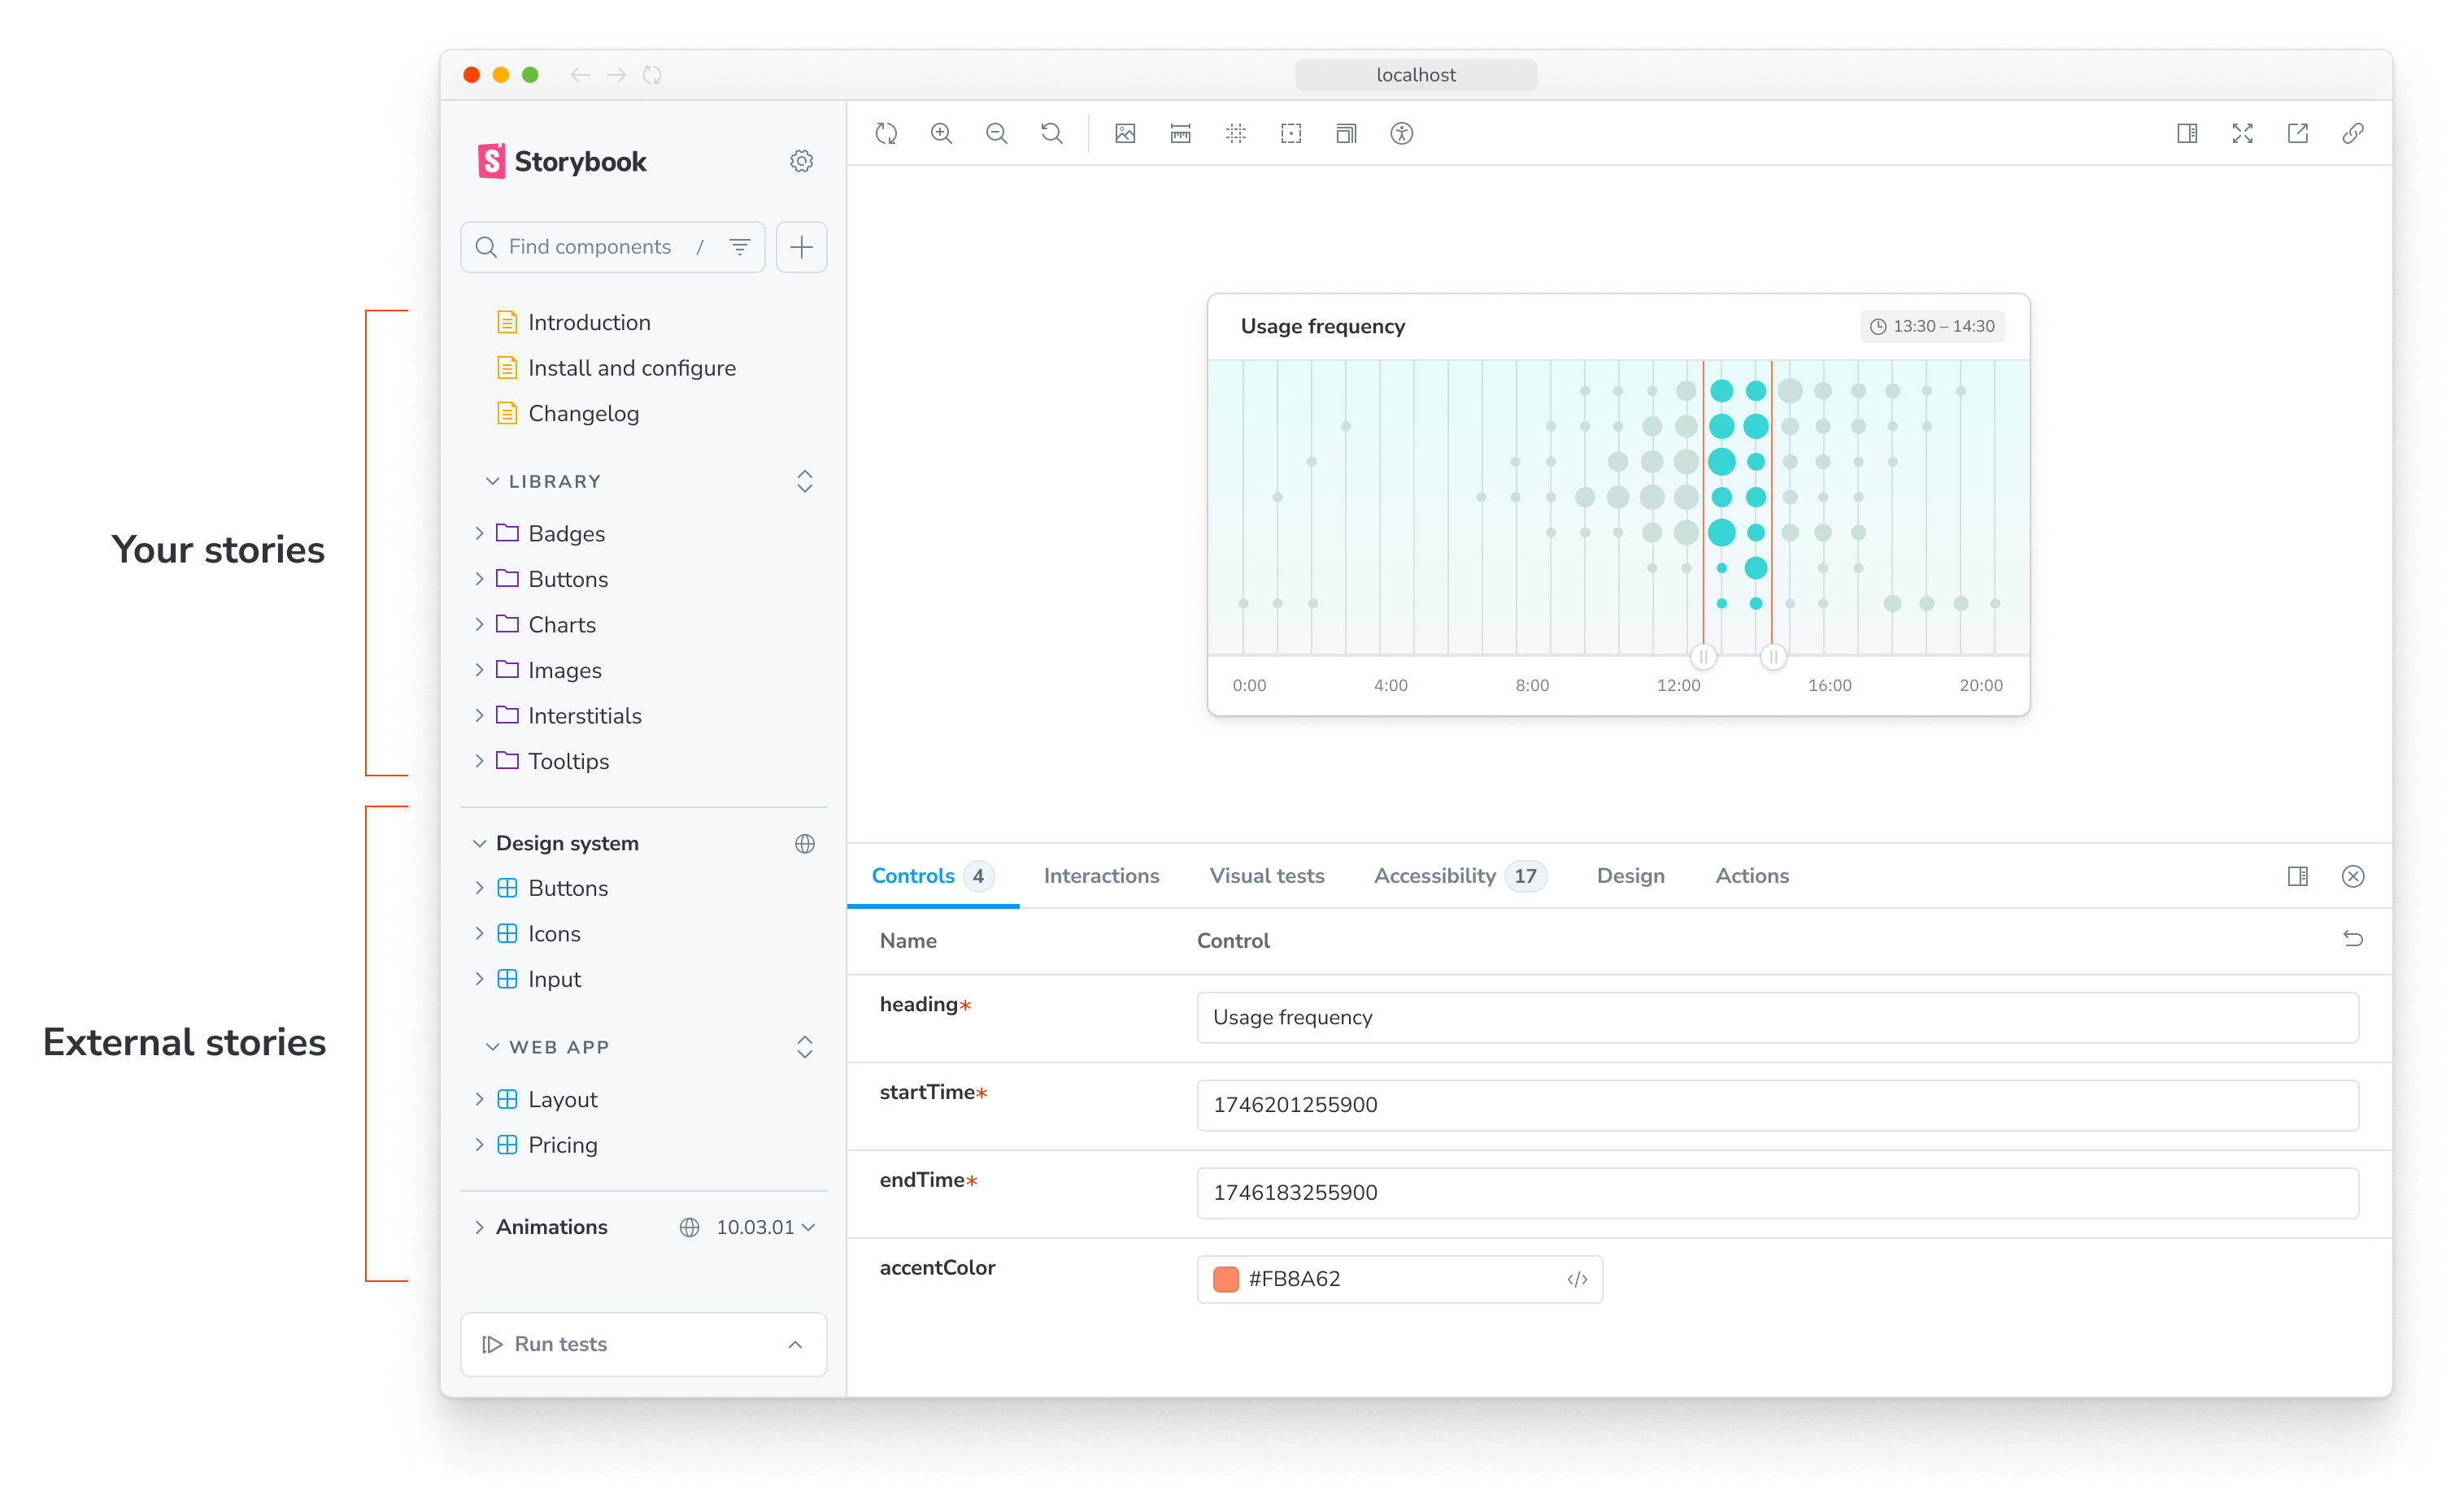 localhost
Storybook
Find components /
Introduction
Install and configure
Changelog
LIBRARY
Badges
Buttons
Charts
Images
Interstitials
Tooltips
Your stories
Design system
Buttons
Icons
Input
WEB APP
Layout
Pricing
Animations 10.03.01
External stories
Run tests
Usage frequency 13:30 – 14:30
0:00 4:00 8:00 12:00 16:00 20:00
Controls 4 Interactions Visual tests Accessibility 17 Design Actions
Name Control
heading* Usage frequency
startTime* 1746201255900
endTime* 1746183255900
accentColor #FB8A62